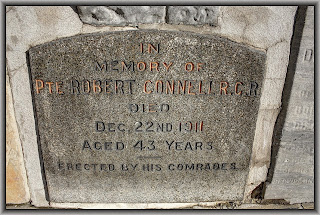 IN
MEMORY OF
PTE ROBERT CONNELL R.G.R.
DIED
DEC. 22ND 1911
AGED 43 YEARS.
ERECTED BY HIS COMRADES.